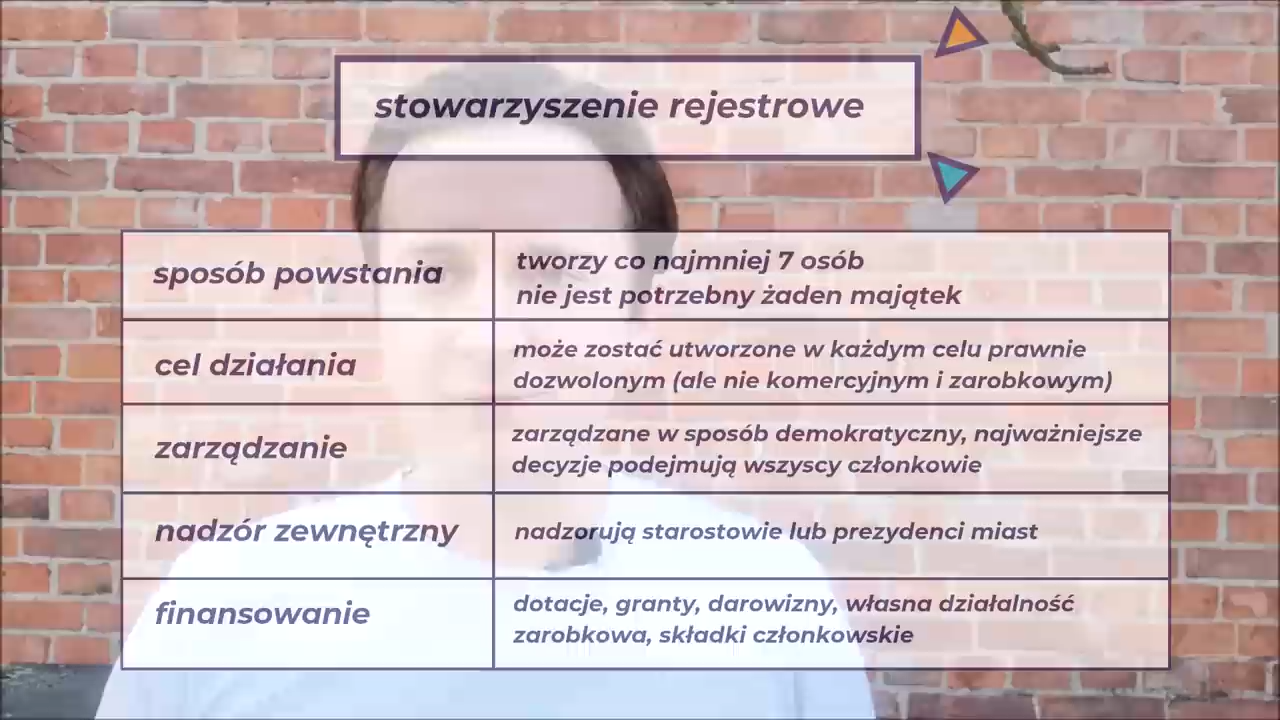 stowarzyszenie rejestrowe
sposób powstania
tworzy co najmniej 7 osób
nie jest potrzebny żaden majątek
cel działania
może zostać utworzone w każdym celu prawnie
dozwolonym (ale nie komercyjnym i zarobkowym)
zarządzanie
zarządzane w sposób demokratyczny, najważniejsze
decyzje podejmują wszyscy członkowie
nadzór zewnętrzny
nadzorują starostowie lub prezydenci miast
finansowanie
dotacje, granty, darowizny, własna działalność
zarobkowa, składki członkowskie